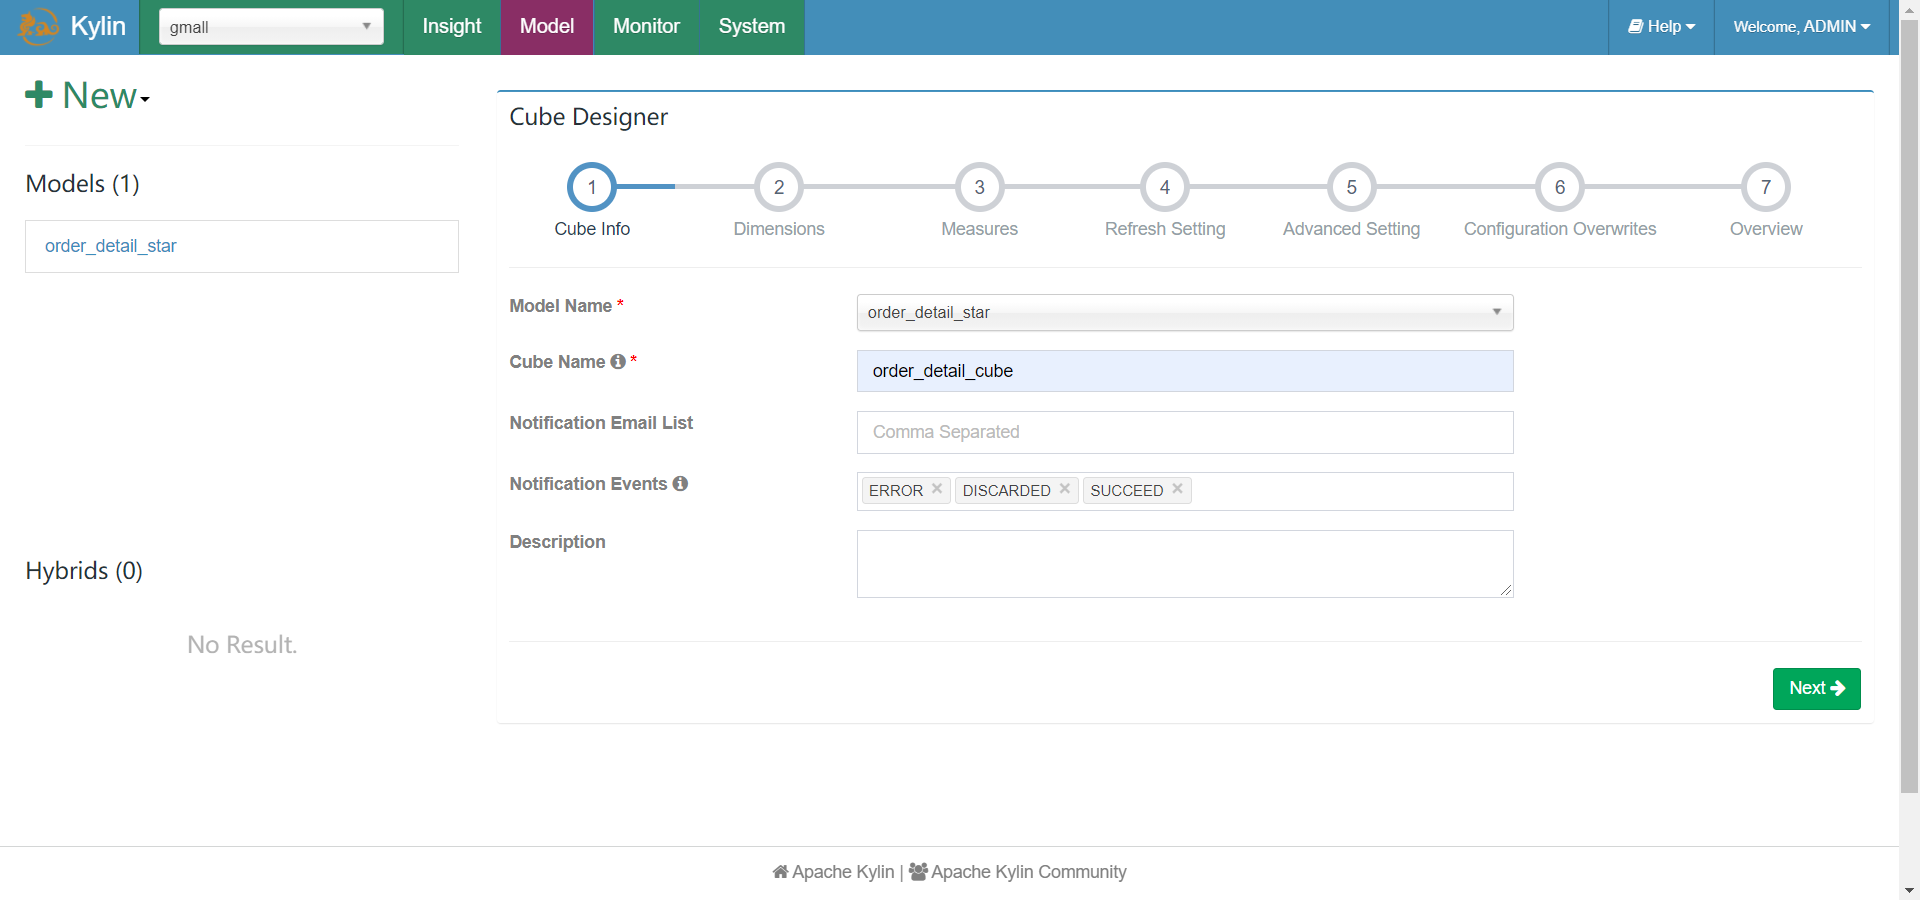 Kylin
gmall
Insight
Model
Monitor
System
Help
Welcome, ADMIN
New
Models (1)
order_detail_star
Hybrids (0)
No Result.
Cube Designer
1
2
3
4
5
6
7
Cube Info
Dimensions
Measures
Refresh Setting
Advanced Setting
Configuration Overwrites
Overview
Model Name *
order_detail_star
Cube Name *
order_detail_cube
Notification Email List
Comma Separated
Notification Events
ERROR × DISCARDED × SUCCEED ×
Description
Next
Apache Kylin | Apache Kylin Community